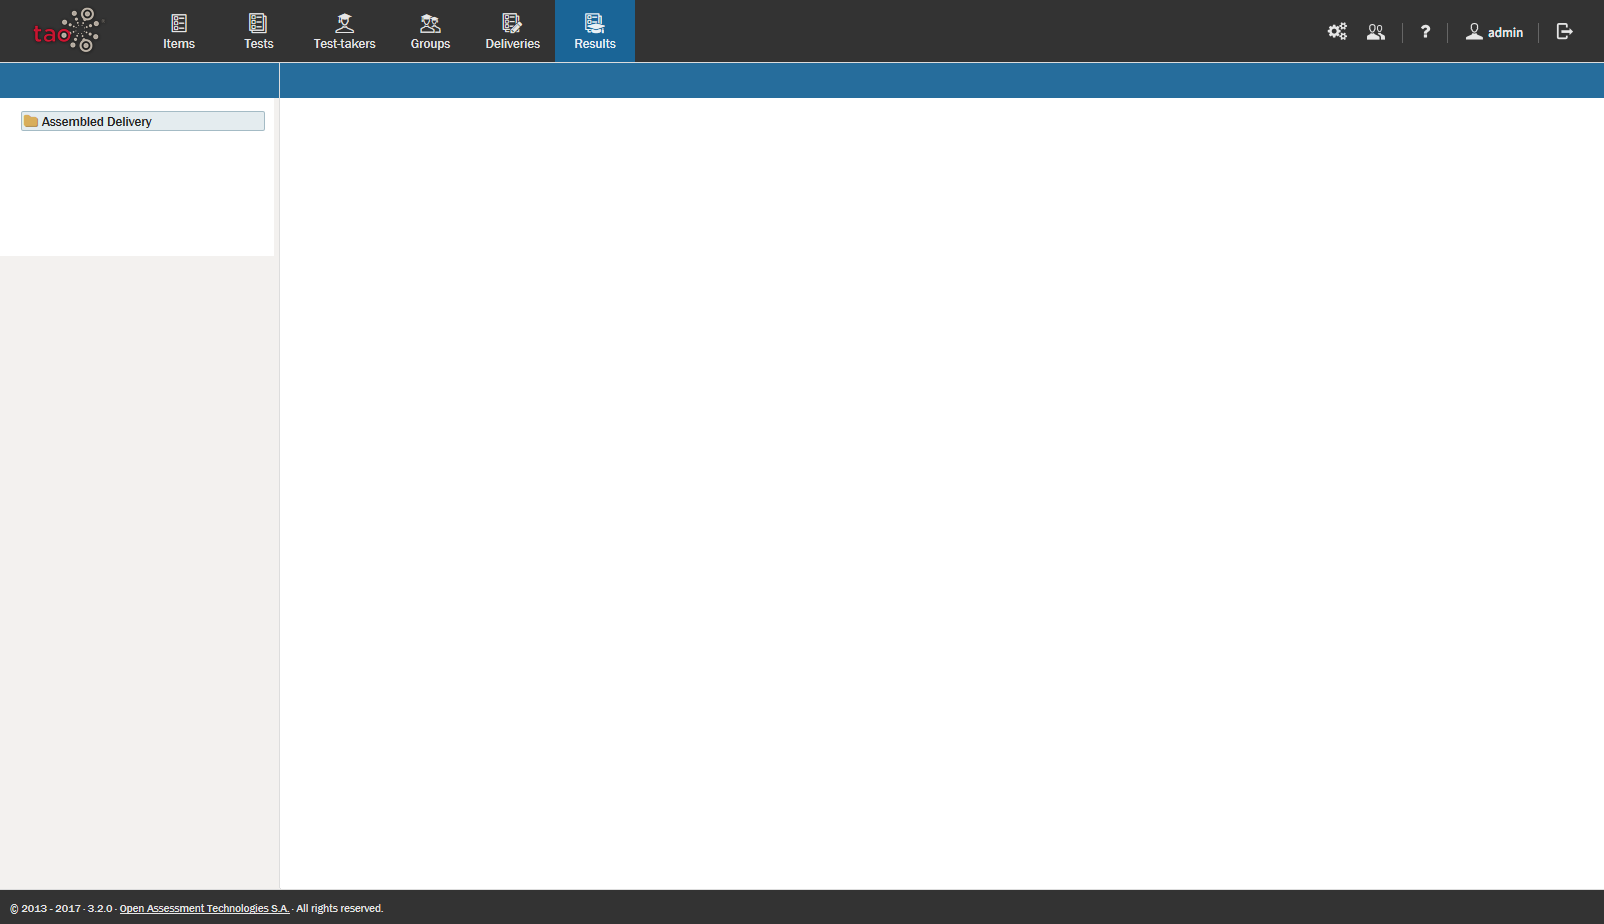 tao
Items
Tests
Test-takers
Groups
Deliveries
Results
?
admin
Assembled Delivery
© 2013 - 2017 · 3.2.0 · Open Assessment Technologies S.A. · All rights reserved.